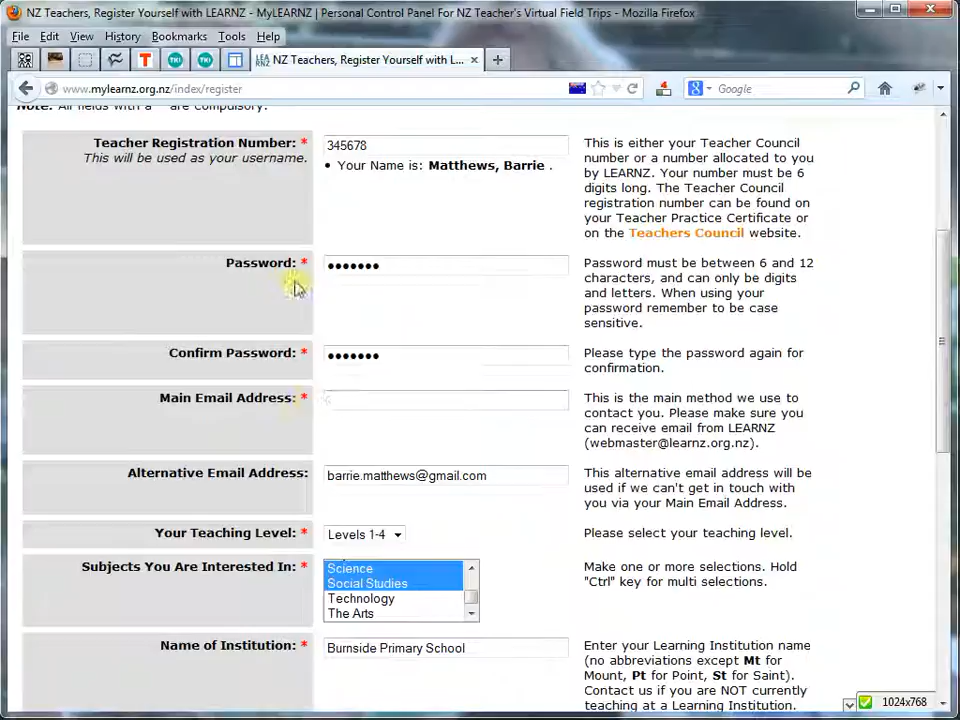 NZ Teachers, Register Yourself with LEARNZ - MyLEARNZ | Personal Control Panel For NZ Teacher's Virtual Field Trips - Mozilla Firefox
File Edit View History Bookmarks Tools Help
T TKI TKI LEARNZ NZ Teachers, Register Yourself with L... × +
www.mylearnz.org.nz/index/register
4
8 Google
Note: All fields with a * are Compulsory.
Teacher Registration Number: *
This will be used as your username.
345678
• Your Name is: Matthews, Barrie .
This is either your Teacher Council
number or a number allocated to you
by LEARNZ. Your number must be 6
digits long. The Teacher Council
registration number can be found on
your Teacher Practice Certificate or
on the Teachers Council website.
Password: *
•••••••
Password must be between 6 and 12
characters, and can only be digits
and letters. When using your
password remember to be case
sensitive.
Confirm Password: *
•••••••
Please type the password again for
confirmation.
Main Email Address: *
This is the main method we use to
contact you. Please make sure you
can receive email from LEARNZ
(webmaster@learnz.org.nz).
Alternative Email Address:
barrie.matthews@gmail.com
This alternative email address will be
used if we can't get in touch with
you via your Main Email Address.
Your Teaching Level: *
Levels 1-4
Please select your teaching level.
Subjects You Are Interested In: *
Science
Social Studies
Technology
The Arts
Make one or more selections. Hold
"Ctrl" key for multi selections.
Name of Institution: *
Burnside Primary School
Enter your Learning Institution name
(no abbreviations except Mt for
Mount, Pt for Point, St for Saint).
Contact us if you are NOT currently
teaching at a Learning Institution.
1024x768